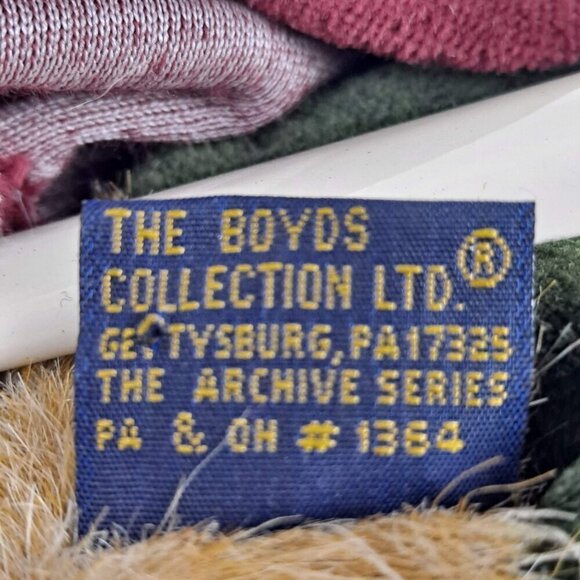 THE BOYDS
COLLECTION LTD.®
GETTYSBURG, PA 17325
THE ARCHIVE SERIES
PA & OH # 1364